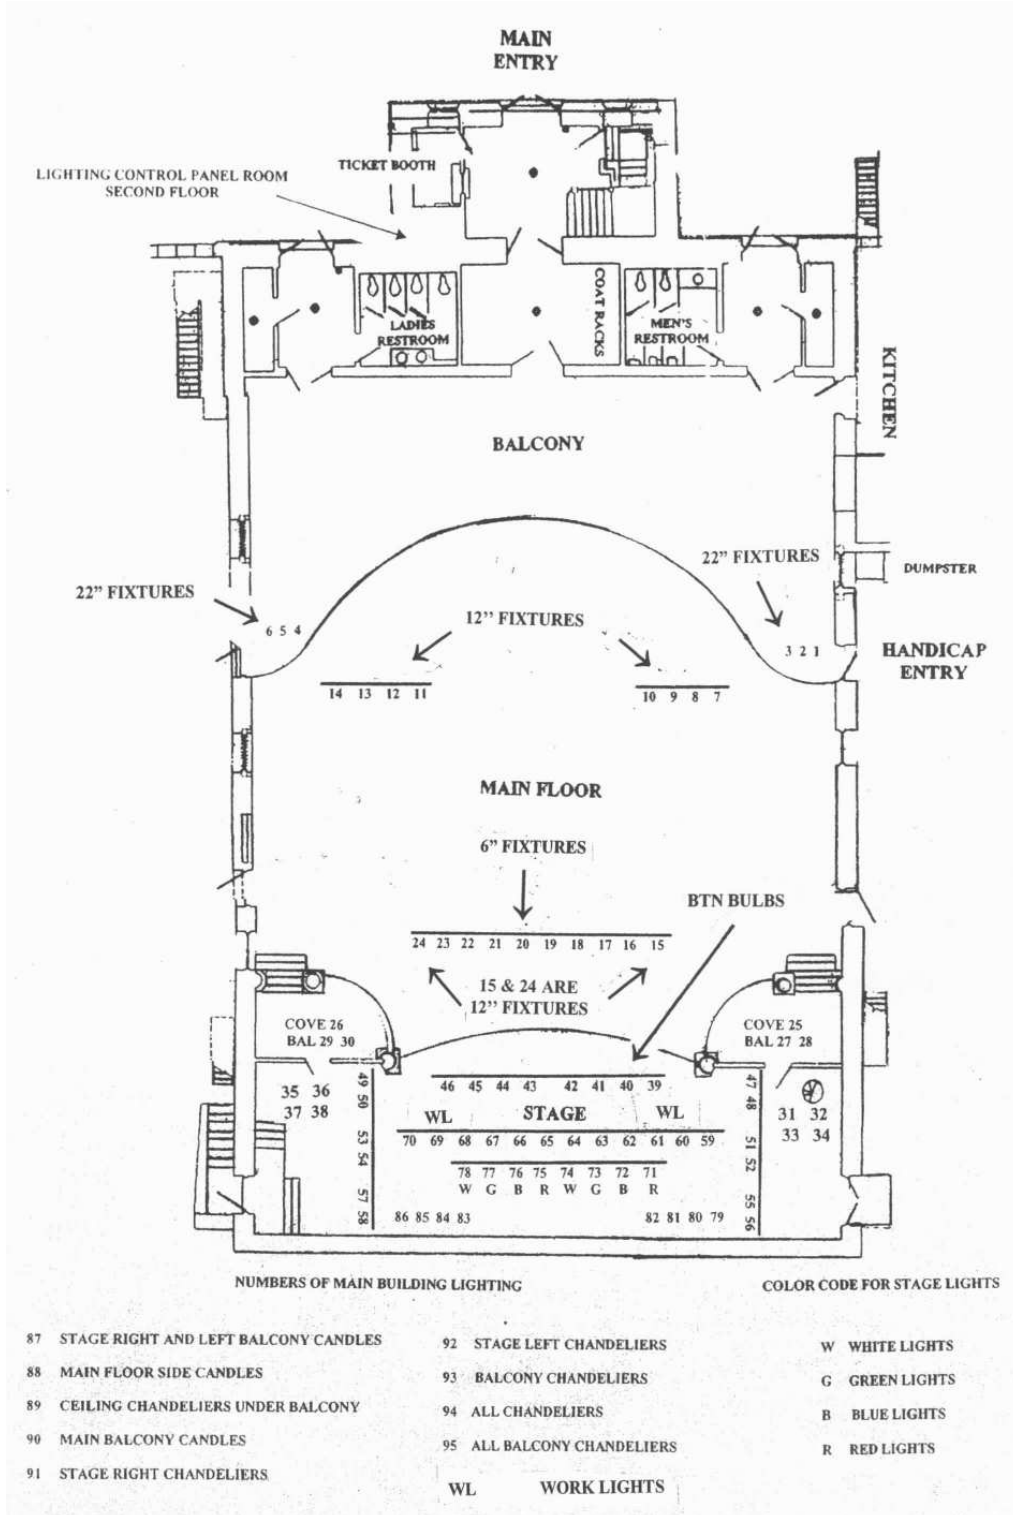 MAIN
ENTRY
TICKET BOOTH
LIGHTING CONTROL PANEL ROOM
SECOND FLOOR
COAT RACKS
LADIES
RESTROOM
MEN'S
RESTROOM
KITCHEN
BALCONY
22” FIXTURES
DUMPSTER
22” FIXTURES
12” FIXTURES
6 5 4
3 2 1
HANDICAP
ENTRY
14 13 12 11
10 9 8 7
MAIN FLOOR
6” FIXTURES
BTN BULBS
24 23 22 21 20 19 18 17 16 15
15 & 24 ARE
12” FIXTURES
COVE 26
BAL 29 30
COVE 25
BAL 27 28
46 45 44 43 42 41 40 39
35 36
37 38
49 50 53 54 57 58
47 48 51 52 55 56
31 32
33 34
WL STAGE WL
70 69 68 67 66 65 64 63 62 61 60 59
78 77 76 75 74 73 72 71
W G B R W G B R
86 85 84 83
82 81 80 79
NUMBERS OF MAIN BUILDING LIGHTING
COLOR CODE FOR STAGE LIGHTS
87 STAGE RIGHT AND LEFT BALCONY CANDLES
88 MAIN FLOOR SIDE CANDLES
89 CEILING CHANDELIERS UNDER BALCONY
90 MAIN BALCONY CANDLES
91 STAGE RIGHT CHANDELIERS
92 STAGE LEFT CHANDELIERS
93 BALCONY CHANDELIERS
94 ALL CHANDELIERS
95 ALL BALCONY CHANDELIERS
WL WORK LIGHTS
W WHITE LIGHTS
G GREEN LIGHTS
B BLUE LIGHTS
R RED LIGHTS